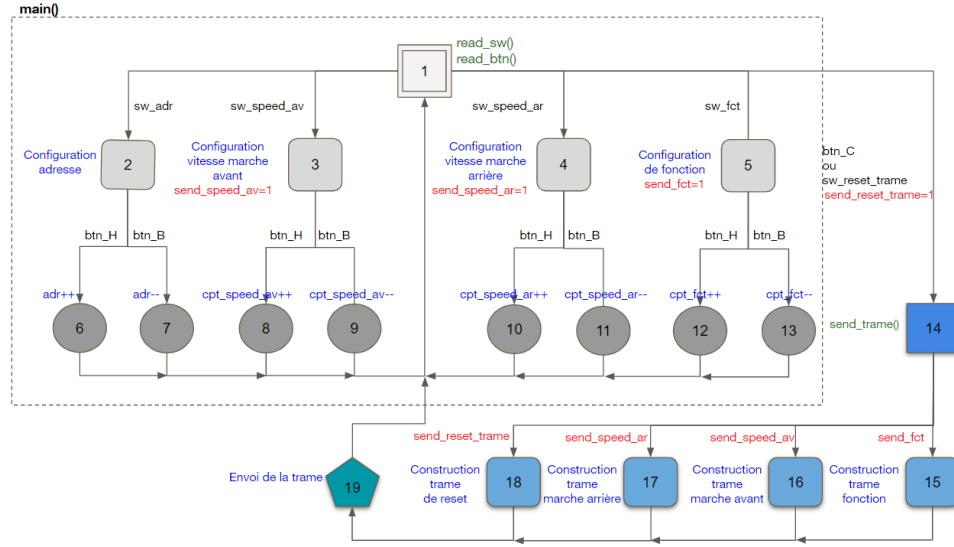 main()
read_sw()
read_btn()
1
sw_adr
sw_speed_av
sw_speed_ar
sw_fct
Configuration
adresse
2
Configuration
vitesse marche
avant
send_speed_av=1
3
Configuration
vitesse marche
arrière
send_speed_ar=1
4
Configuration
de fonction
send_fct=1
5
btn_C
ou
sw_reset_trame
send_reset_trame=1
btn_H
btn_B
btn_H
btn_B
btn_H
btn_B
btn_H
btn_B
adr++
adr--
cpt_speed_av++
cpt_speed_av--
cpt_speed_ar++
cpt_speed_ar--
cpt_fct++
cpt_fct--
6
7
8
9
10
11
12
13
send_trame()
14
send_reset_trame
send_speed_ar
send_speed_av
send_fct
Envoi de la trame
19
Construction
trame
de reset
18
Construction
trame
marche arrière
17
Construction
trame
marche avant
16
Construction
trame
fonction
15